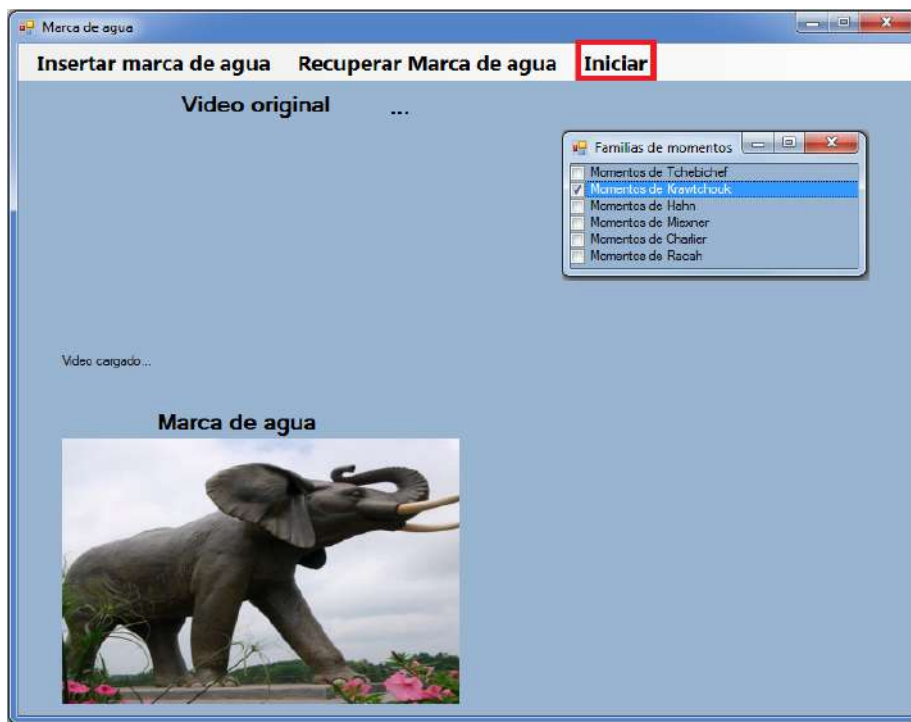 Marca de agua
Insertar marca de agua Recuperar Marca de agua Iniciar
Video original ...
Familias de momentos
Momentos de Tchebichef
Momentos de Krawtchouk
Momentos de Hahn
Momentos de Miexner
Momentos de Charlier
Momentos de Racah
Video cargado...
Marca de agua